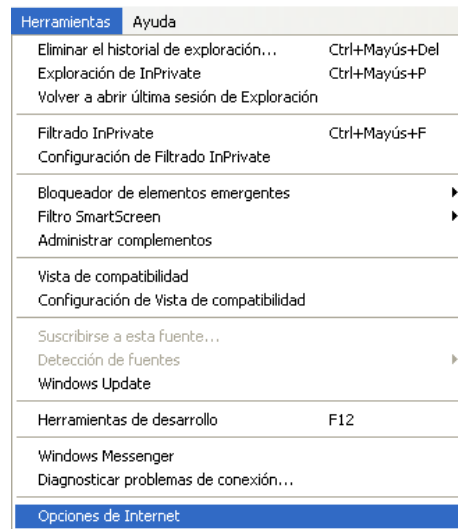 Herramientas Ayuda
Eliminar el historial de exploración... Ctrl+Mayús+Del
Exploración de InPrivate Ctrl+Mayús+P
Volver a abrir última sesión de Exploración
Filtrado InPrivate Ctrl+Mayús+F
Configuración de Filtrado InPrivate
Bloqueador de elementos emergentes
Filtro SmartScreen
Administrar complementos
Vista de compatibilidad
Configuración de Vista de compatibilidad
Suscribirse a esta fuente...
Detección de fuentes
Windows Update
Herramientas de desarrollo F12
Windows Messenger
Diagnosticar problemas de conexión...
Opciones de Internet